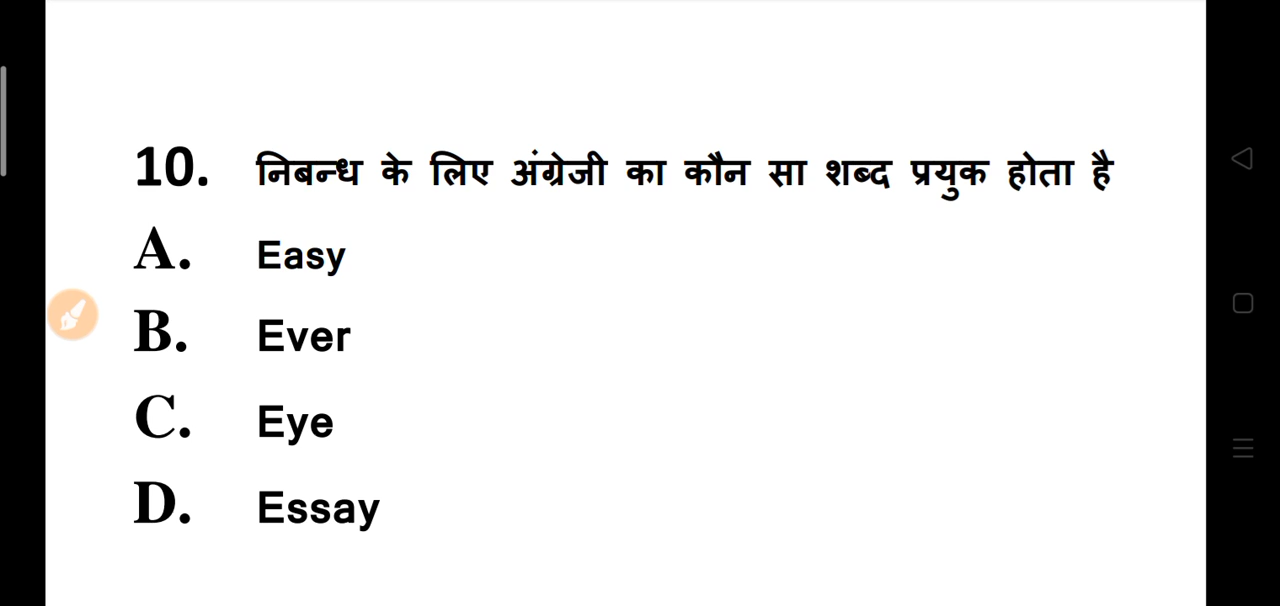 10. निबन्ध के लिए अंग्रेजी का कौन सा शब्द प्रयुक होता है
A. Easy
B. Ever
C. Eye
D. Essay